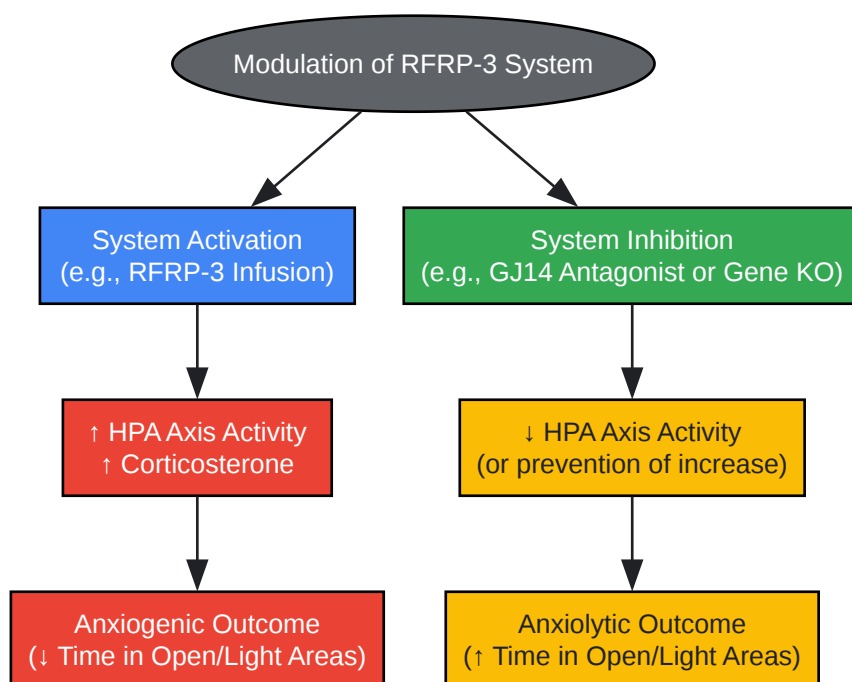 Modulation of RFRP-3 System
System Activation
(e.g., RFRP-3 Infusion)
System Inhibition
(e.g., GJ14 Antagonist or Gene KO)
↑ HPA Axis Activity
↑ Corticosterone
↓ HPA Axis Activity
(or prevention of increase)
Anxiogenic Outcome
(↓ Time in Open/Light Areas)
Anxiolytic Outcome
(↑ Time in Open/Light Areas)